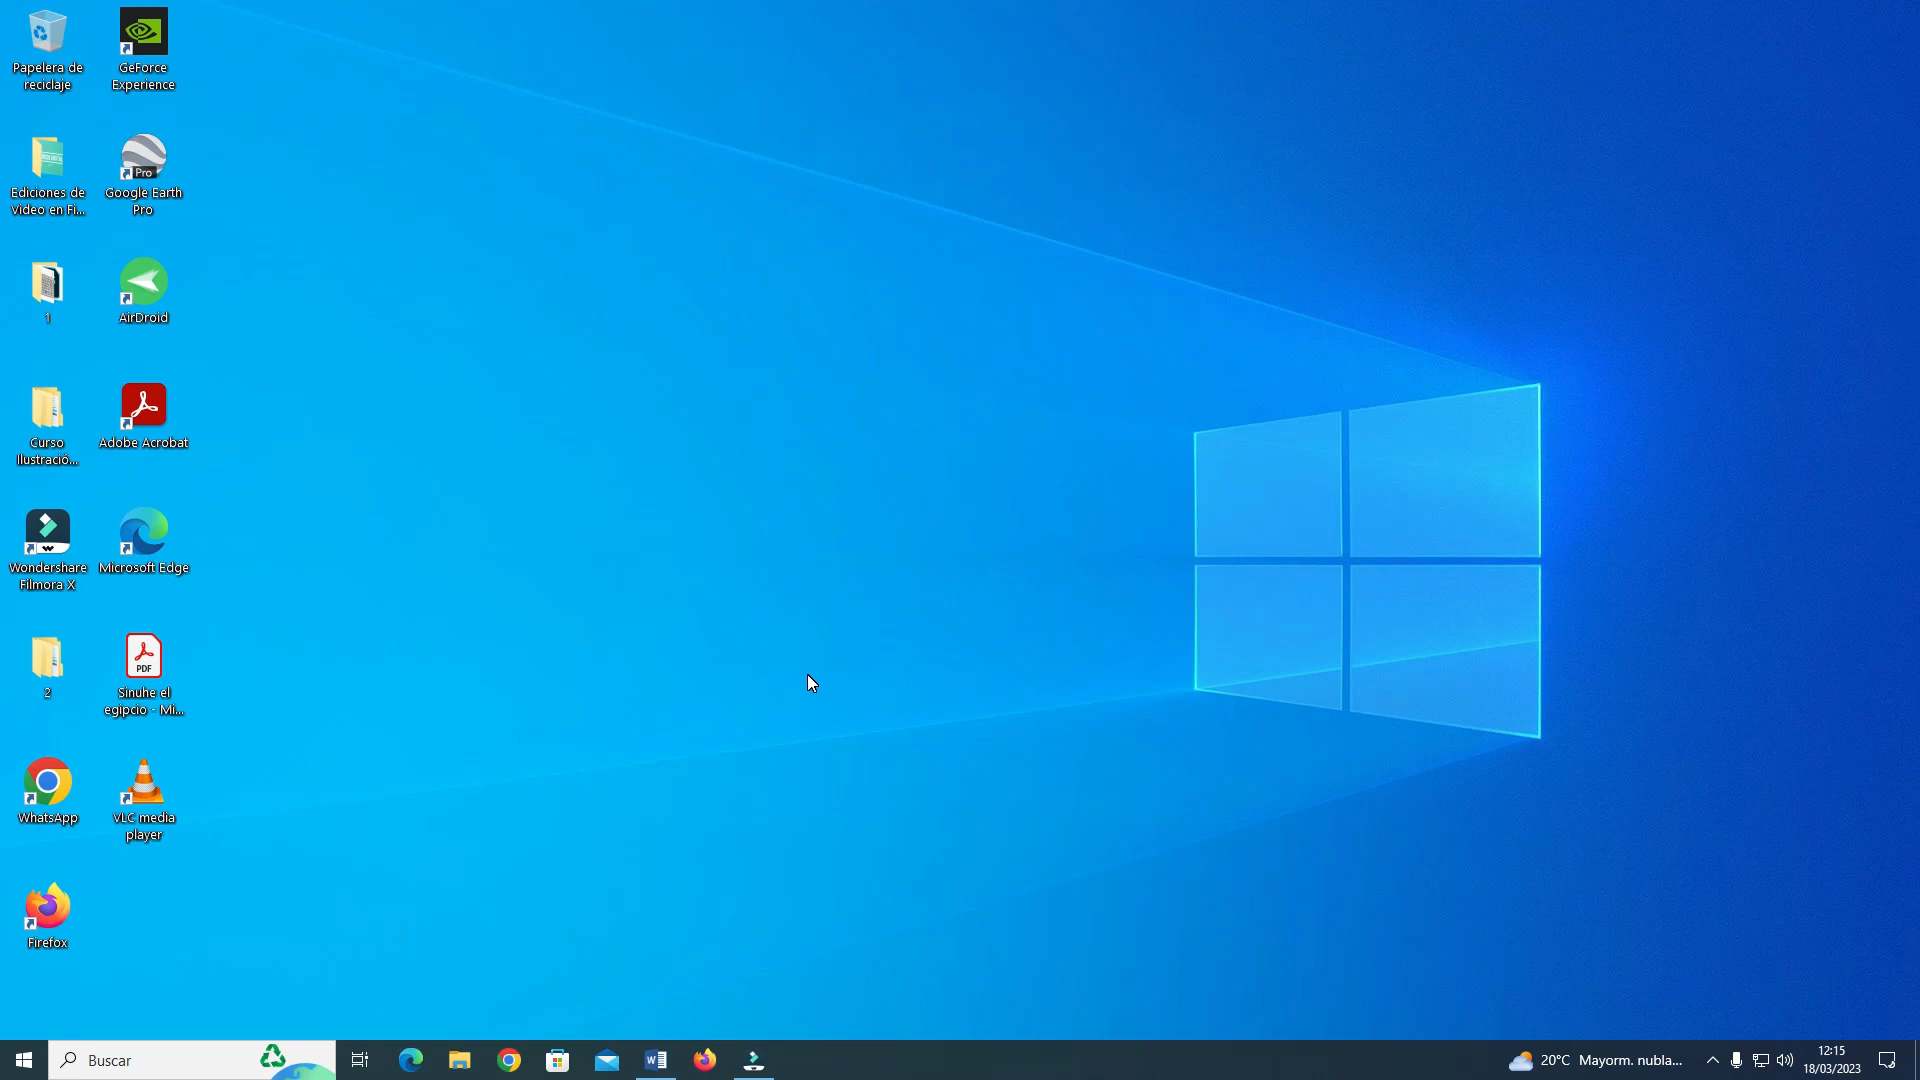 Papelera de
reciclaje
GeForce
Experience
Ediciones de
Video en Fi...
Pro
Google Earth
Pro
1
AirDroid
Curso
Ilustració...
Adobe Acrobat
Wondershare
Filmora X
Microsoft Edge
2
PDF
Sinuhe el
egipcio - Mi...
WhatsApp
VLC media
player
Firefox
Buscar
W
20°C Mayorm. nubla...
12:15
18/03/2023